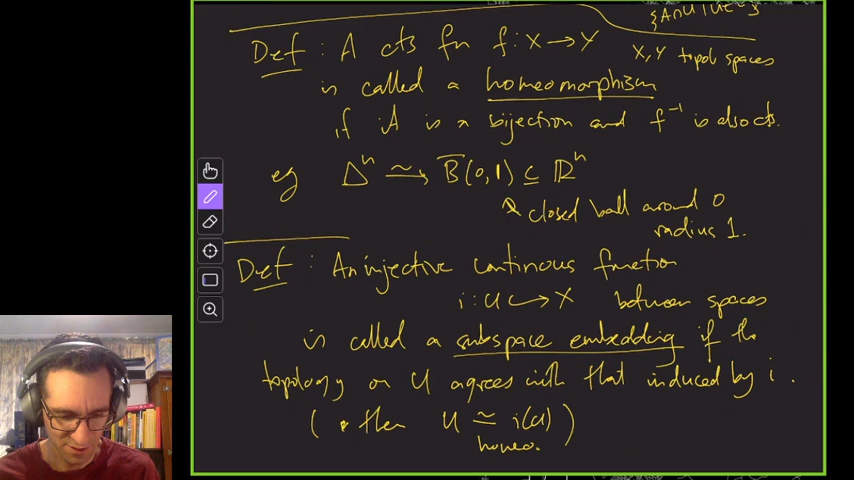 Def : A cts fn f : X → Y
X, Y topol spaces
is called a homeomorphism
if it is a bijection and f⁻¹ is also cts.
eg Δⁿ ⥲ B̅(0,1) ⊆ ℝⁿ
closed ball around 0
radius 1.
Def : An injective continous function
i : U ↪ X between spaces
is called a subspace embedding if the
topology on U agrees with that induced by i.
( then U ≃ i(U) )
homeo.